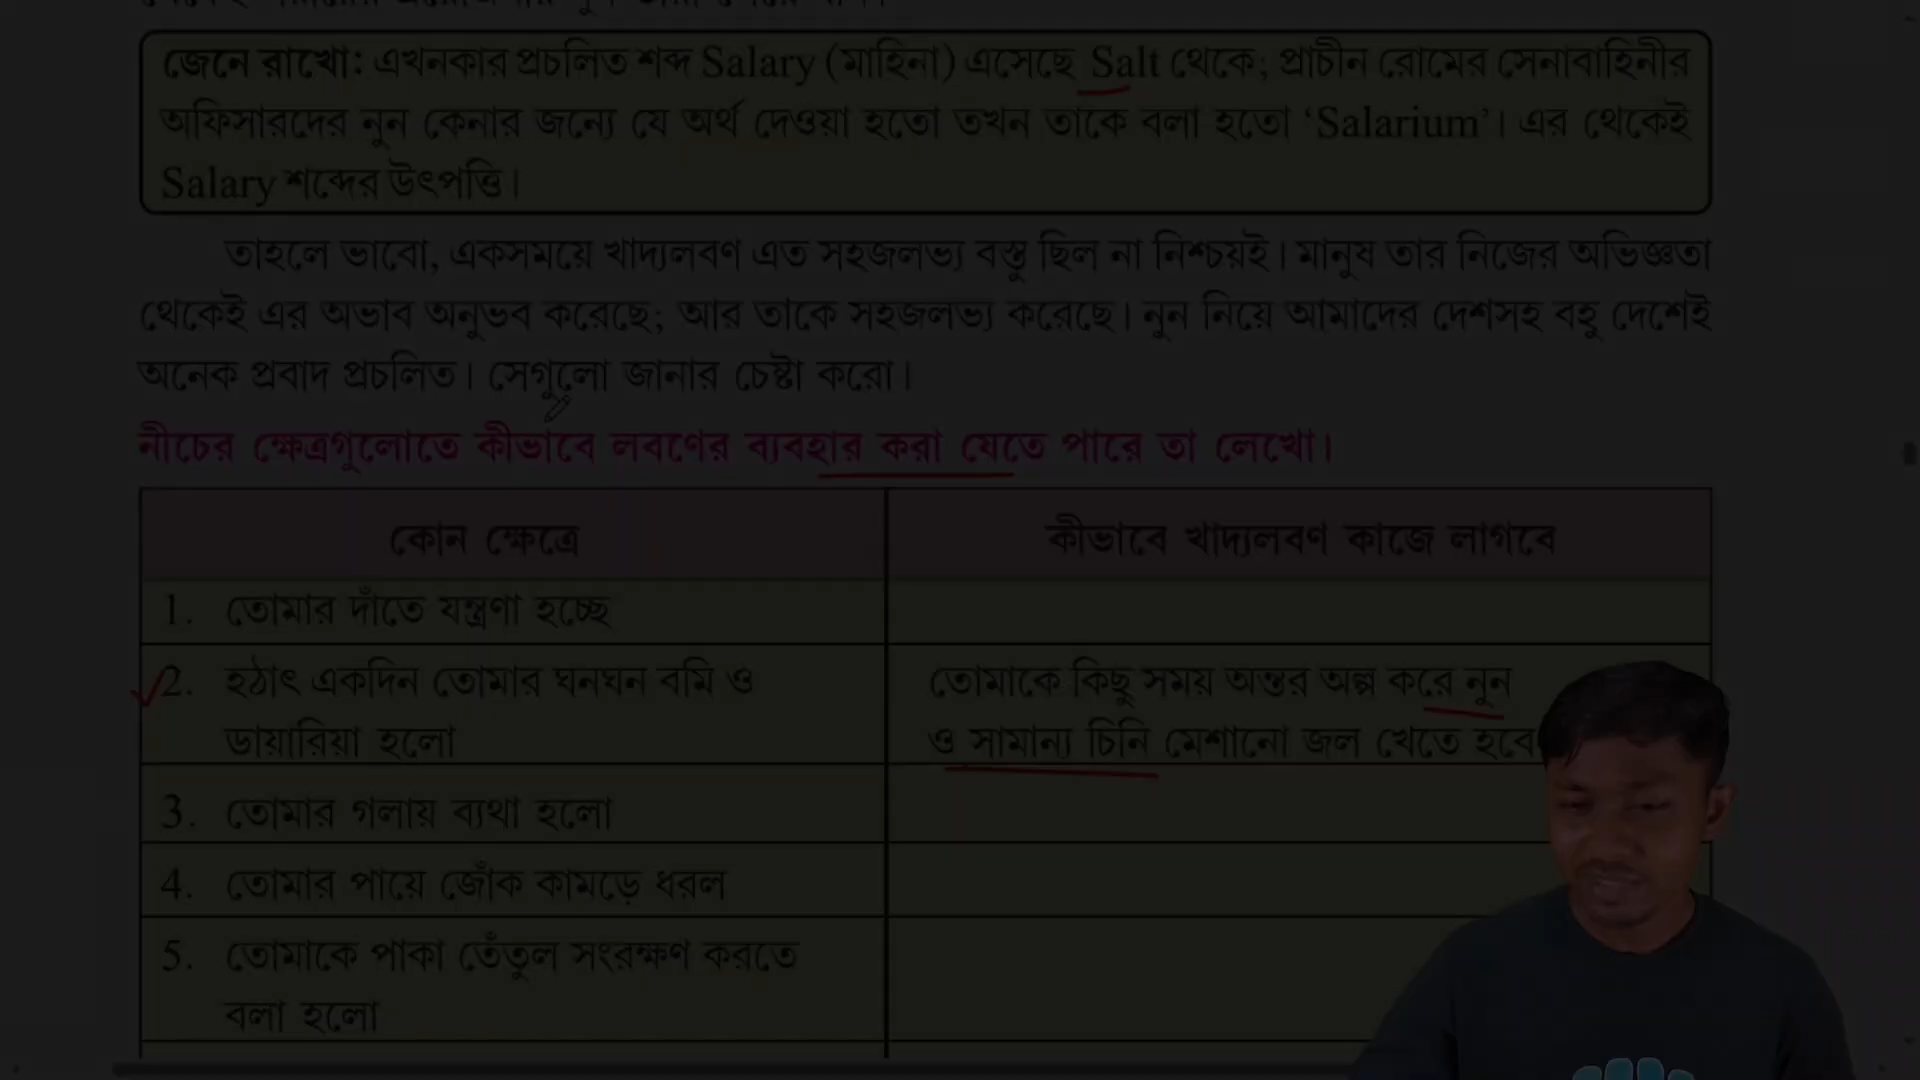 জেনে রাখো: এখনকার প্রচলিত শব্দ Salary (মাহিনা) এসেছে Salt থেকে; প্রাচীন রোমের সেনাবাহিনীর
অফিসারদের নুন কেনার জন্যে যে অর্থ দেওয়া হতো তখন তাকে বলা হতো ‘Salarium’। এর থেকেই
Salary শব্দের উৎপত্তি।
তাহলে ভাবো, একসময়ে খাদ্যলবণ এত সহজলভ্য বস্তু ছিল না নিশ্চয়ই। মানুষ তার নিজের অভিজ্ঞতা
থেকেই এর অভাব অনুভব করেছে; আর তাকে সহজলভ্য করেছে। নুন নিয়ে আমাদের দেশসহ বহু দেশেই
অনেক প্রবাদ প্রচলিত। সেগুলো জানার চেষ্টা করো।
নীচের ক্ষেত্রগুলোতে কীভাবে লবণের ব্যবহার করা যেতে পারে তা লেখো।
কোন ক্ষেত্রে
কীভাবে খাদ্যলবণ কাজে লাগবে
1. তোমার দাঁতে যন্ত্রণা হচ্ছে
2. হঠাৎ একদিন তোমার ঘনঘন বমি ও
ডায়ারিয়া হলো
তোমাকে কিছু সময় অন্তর অল্প করে নুন
ও সামান্য চিনি মেশানো জল খেতে হবে
3. তোমার গলায় ব্যথা হলো
4. তোমার পায়ে জোঁক কামড়ে ধরল
5. তোমাকে পাকা তেঁতুল সংরক্ষণ করতে
বলা হলো